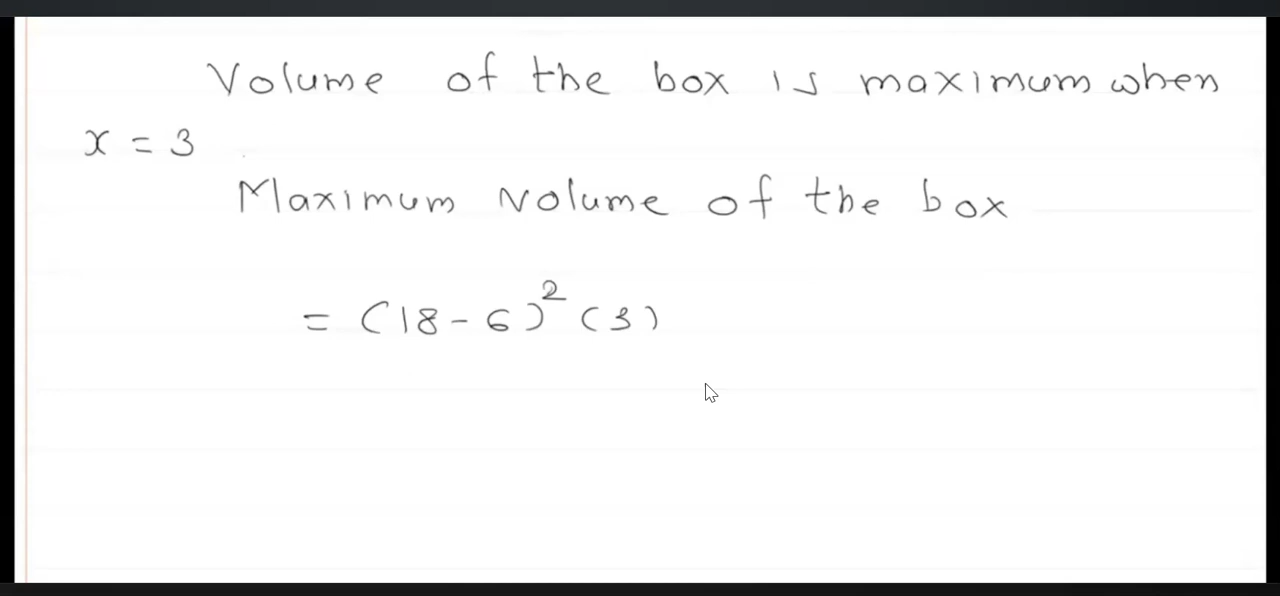 Volume of the box is maximum when
x = 3
Maximum volume of the box
= (18 - 6)² (3)